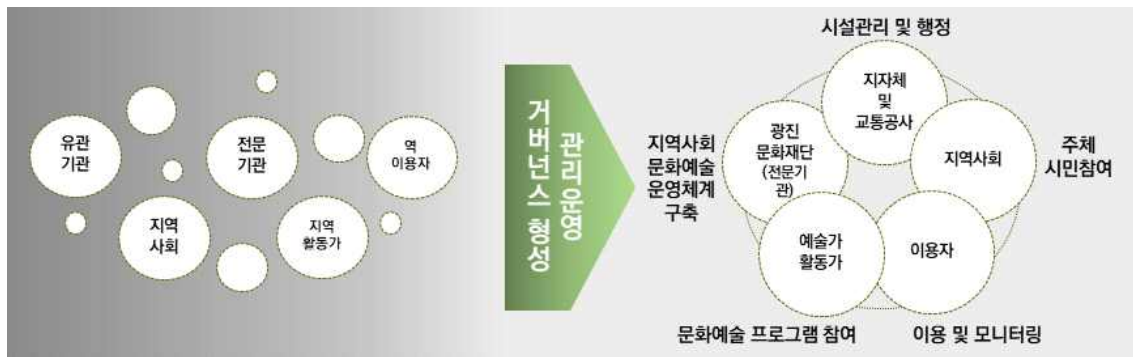 유관
기관
전문
기관
역
이용자
지역
사회
지역
활동가
관리운영
거버넌스 형성
시설관리 및 행정
지자체
및
교통공사
광진
문화재단
(전문기
관)
지역사회
문화예술
운영체계
구축
지역사회
주체
시민참여
예술가
활동가
이용자
문화예술 프로그램 참여
이용 및 모니터링